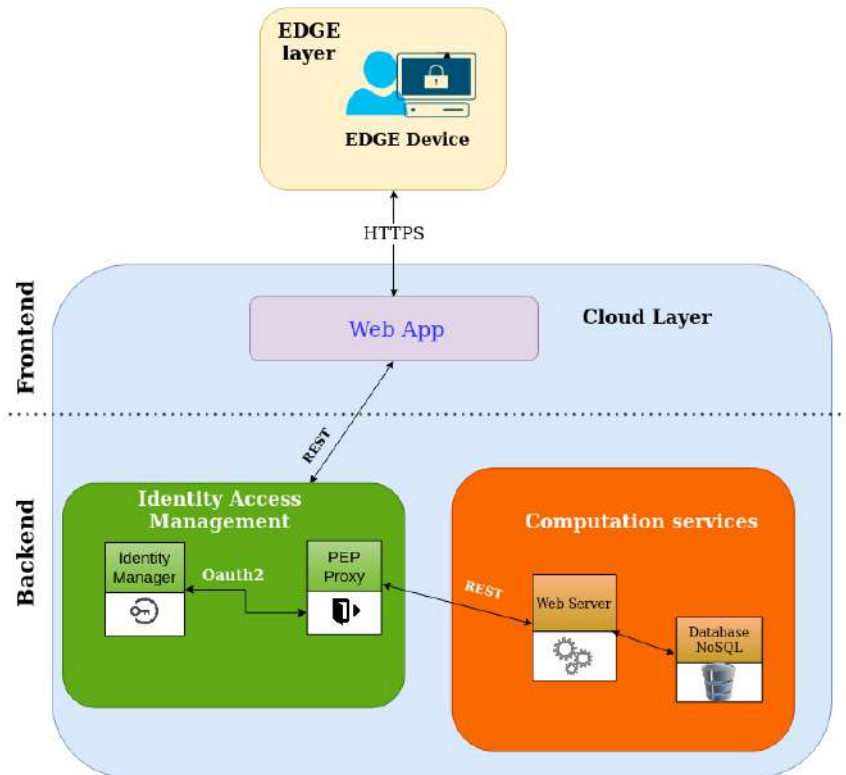 EDGE
layer
EDGE Device
HTTPS
Frontend
Web App
Cloud Layer
REST
Backend
Identity Access
Management
Identity
Manager
Oauth2
PEP
Proxy
REST
Computation services
Web Server
Database
NoSQL